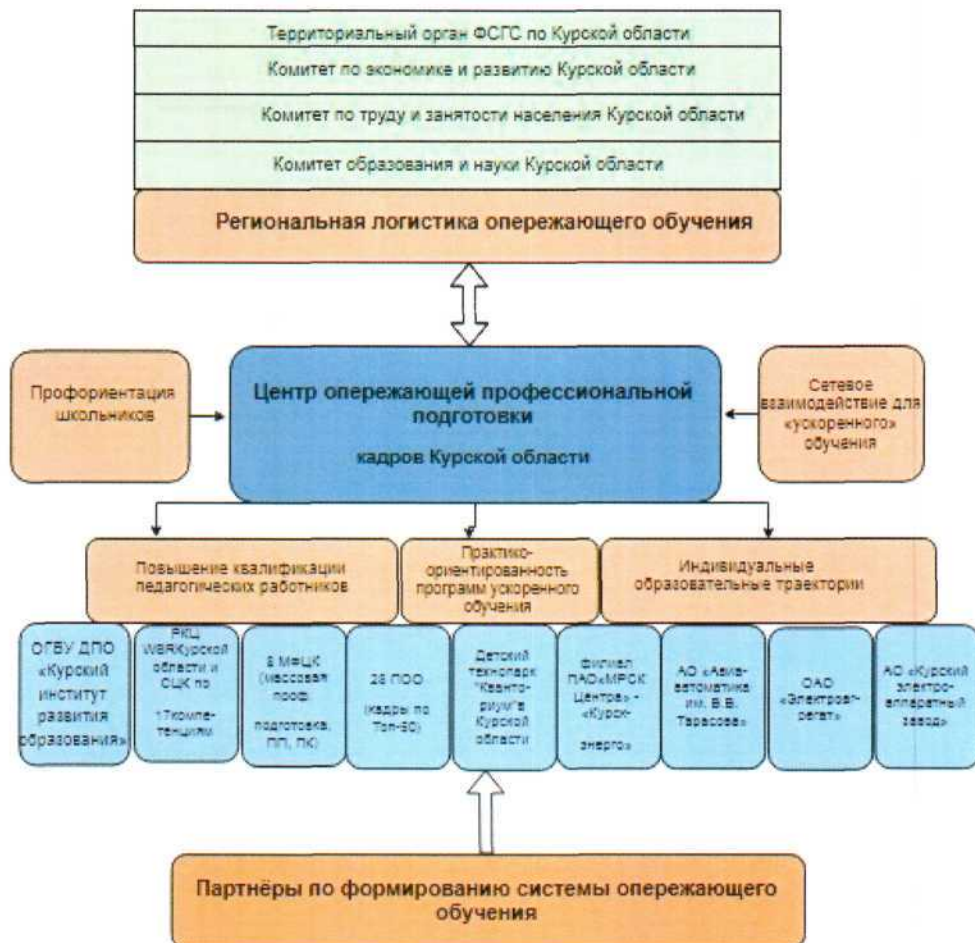 Территориальный орган ФСГС по Курской области
Комитет по экономике и развитию Курской области
Комитет по труду и занятости населения Курской области
Комитет образования и науки Курской области
Региональная логистика опережающего обучения
Профориентация
школьников
Центр опережающей профессиональной
подготовки
кадров Курской области
Сетевое
взаимодействие для
«ускоренного»
обучения
Повышение квалификации
педагогических работников
Практико-
ориентированность
программ ускоренного
обучения
Индивидуальные
образовательные траектории
ОГБУ ДПО
«Курский
институт
развития
образования»
РКЦ
WSRКурской
области и
СЦК по
17компе-
тенциям
8 МФЦК
(массовая
проф.
подготовка,
ПП, ПК)
28 ПОО
(кадры по
Топ-50)
Детский
технопарк
"Кванто-
риум"в
Курской
области
филиал
ПАО«МРСК
Центра» -
«Курск-
энерго»
АО «Авиа-
автоматика
им. В.В.
Тарасова»
ОАО
«Электроаг-
регат»
АО «Курский
электро-
аппаратный
завод»
Партнёры по формированию системы опережающего
обучения